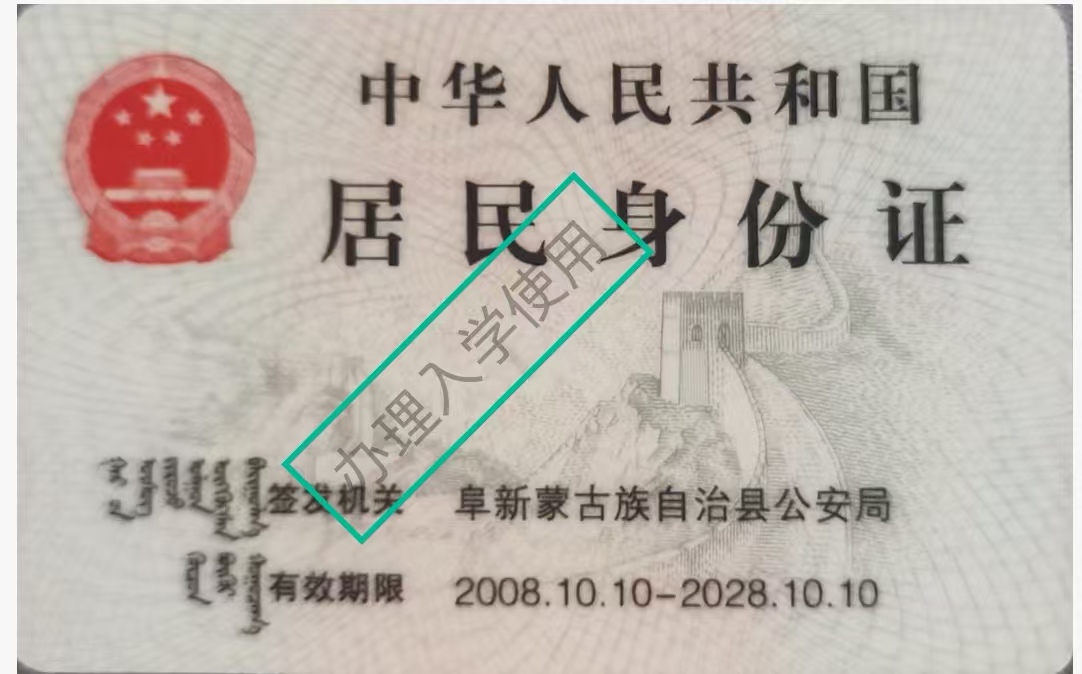 中华人民共和国
居民身份证
办理入学使用
签发机关 阜新蒙古族自治县公安局
有效期限 2008.10.10-2028.10.10